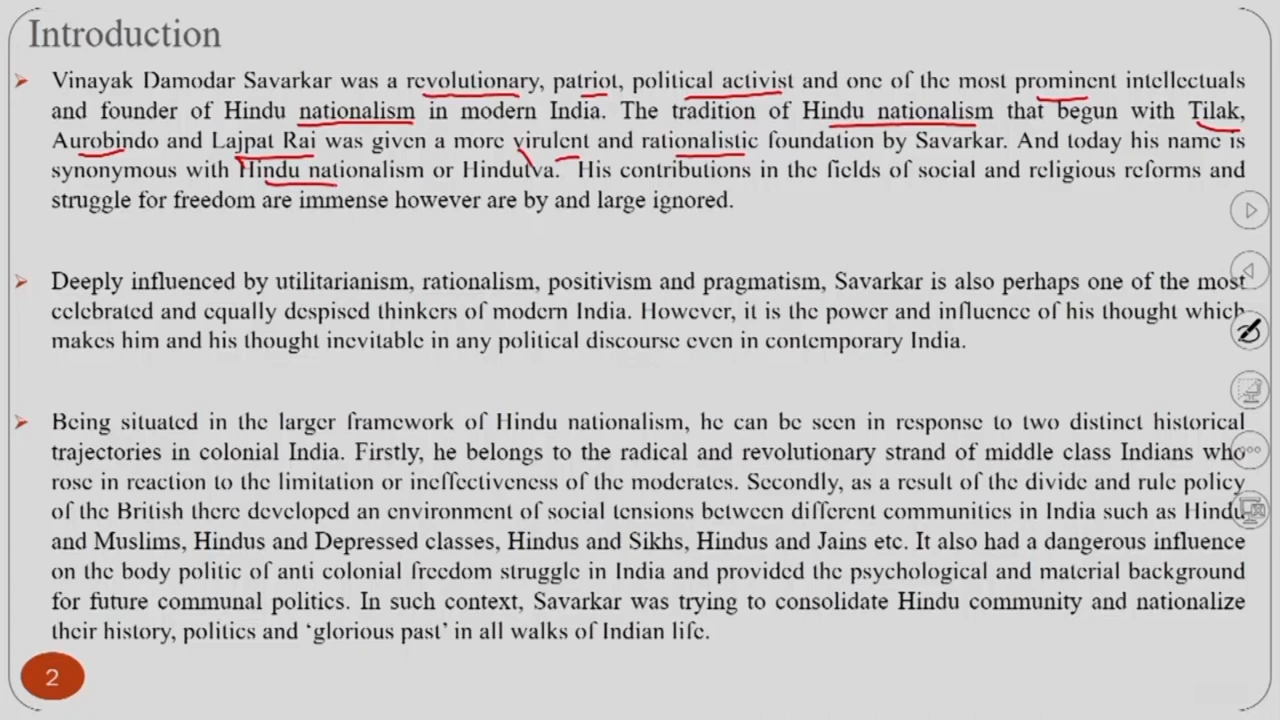 Introduction
Vinayak Damodar Savarkar was a revolutionary, patriot, political activist and one of the most prominent intellectuals
and founder of Hindu nationalism in modern India. The tradition of Hindu nationalism that begun with Tilak,
Aurobindo and Lajpat Rai was given a more virulent and rationalistic foundation by Savarkar. And today his name is
synonymous with Hindu nationalism or Hindutva. His contributions in the fields of social and religious reforms and
struggle for freedom are immense however are by and large ignored.
Deeply influenced by utilitarianism, rationalism, positivism and pragmatism, Savarkar is also perhaps one of the most
celebrated and equally despised thinkers of modern India. However, it is the power and influence of his thought which
makes him and his thought inevitable in any political discourse even in contemporary India.
Being situated in the larger framework of Hindu nationalism, he can be seen in response to two distinct historical
trajectories in colonial India. Firstly, he belongs to the radical and revolutionary strand of middle class Indians who
rose in reaction to the limitation or ineffectiveness of the moderates. Secondly, as a result of the divide and rule policy
of the British there developed an environment of social tensions between different communities in India such as Hindu
and Muslims, Hindus and Depressed classes, Hindus and Sikhs, Hindus and Jains etc. It also had a dangerous influence
on the body politic of anti colonial freedom struggle in India and provided the psychological and material background
for future communal politics. In such context, Savarkar was trying to consolidate Hindu community and nationalize
their history, politics and ‘glorious past’ in all walks of Indian life.
2